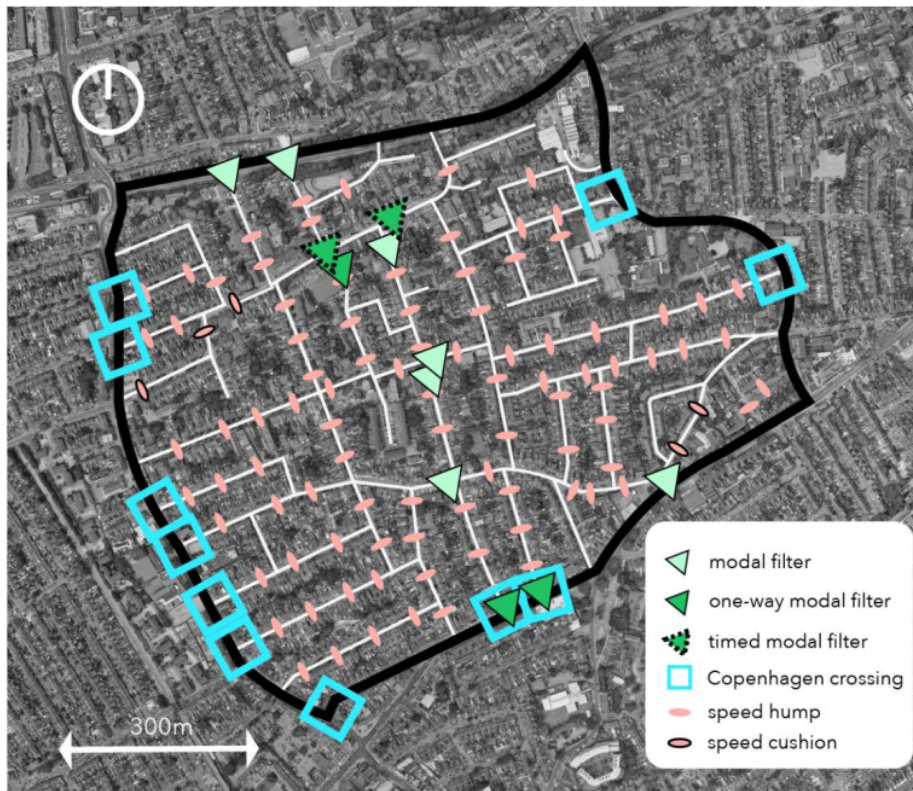 modal filter
one-way modal filter
timed modal filter
Copenhagen crossing
speed hump
speed cushion
300m